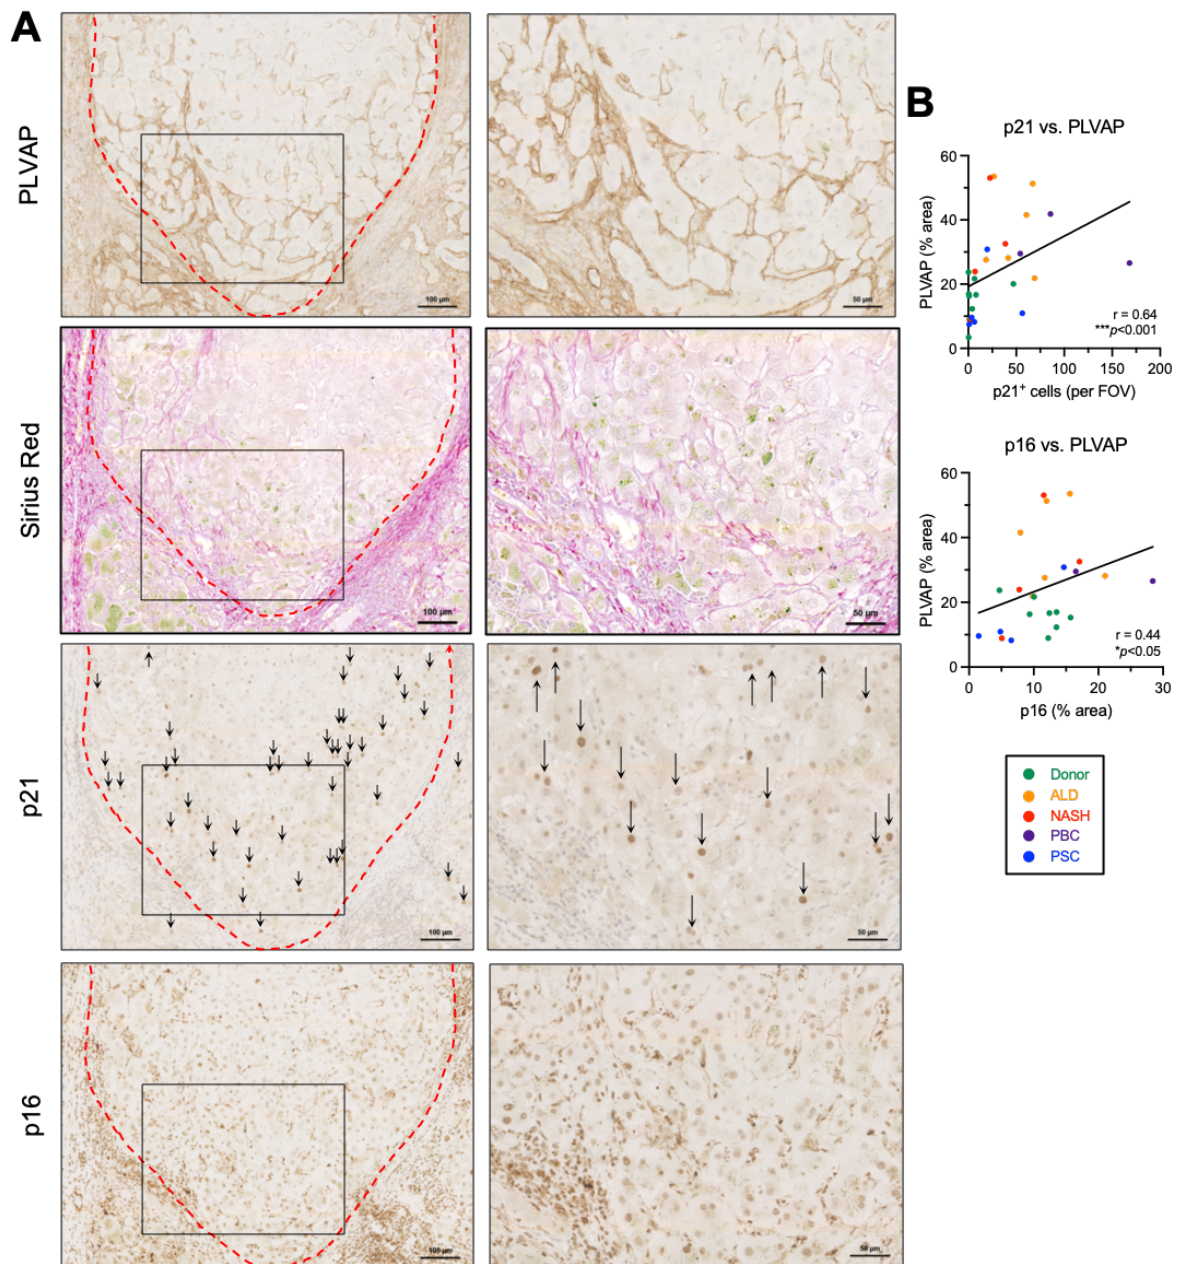 A
PLVAP
100 µm
50 µm
Sirius Red
100 µm
50 µm
p21
100 µm
50 µm
p16
100 µm
50 µm
B
p21 vs. PLVAP
PLVAP (% area)
60
40
20
0
r = 0.64
***p<0.001
0 50 100 150 200
p21⁺ cells (per FOV)
p16 vs. PLVAP
PLVAP (% area)
60
40
20
0
r = 0.44
*p<0.05
0 10 20 30
p16 (% area)
Donor
ALD
NASH
PBC
PSC